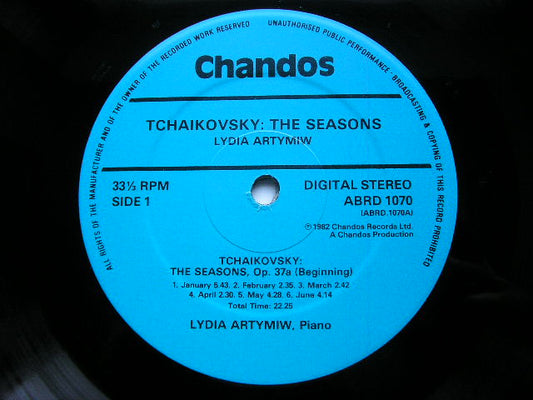 ALL RIGHTS OF THE MANUFACTURER AND OF THE OWNER OF THE RECORDED WORK RESERVED
UNAUTHORISED PUBLIC PERFORMANCE · BROADCASTING & COPYING OF THIS RECORD PROHIBITED
Chandos
TCHAIKOVSKY: THE SEASONS
LYDIA ARTYMIW
33⅓ RPM
SIDE 1
DIGITAL STEREO
ABRD 1070
(ABRD.1070A)
℗1982 Chandos Records Ltd.
A Chandos Production
TCHAIKOVSKY:
THE SEASONS, Op. 37a (Beginning)
1. January 5.43. 2. February 2.35. 3. March 2.42
4. April 2.30. 5. May 4.28. 6. June 4.14
Total Time: 22.25
LYDIA ARTYMIW, Piano